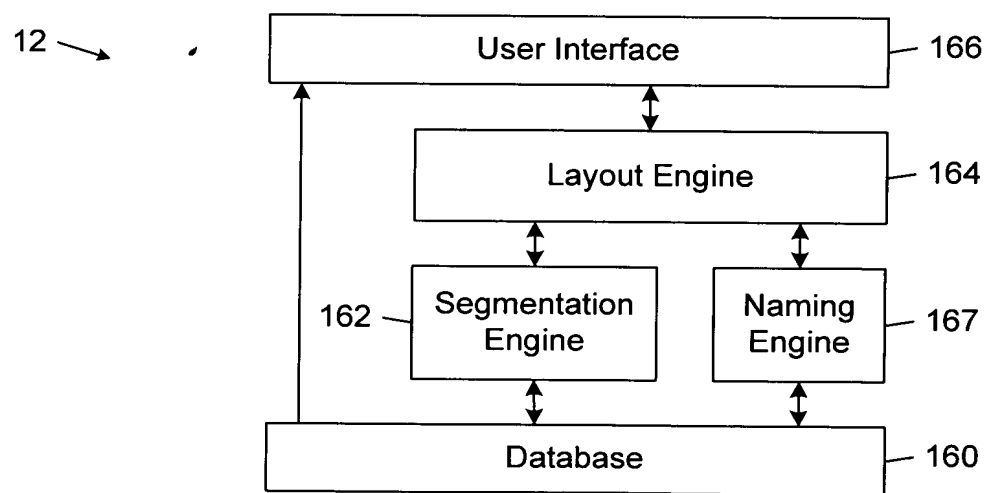 12
User Interface
166
Layout Engine
164
162
Segmentation
Engine
Naming
Engine
167
Database
160